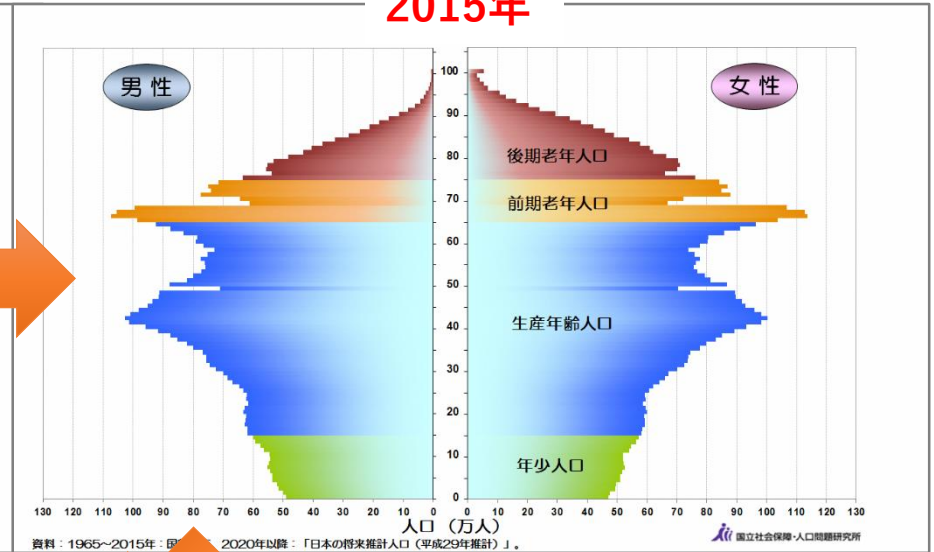 2015年
男 性
女 性
100
90
80
70
60
50
40
30
20
10
0
後期老年人口
前期老年人口
生産年齢人口
年少人口
130 120 110 100 90 80 70 60 50 40 30 20 10 0
0 10 20 30 40 50 60 70 80 90 100 110 120 130
人口 (万人)
資料：1965～2015年：国 2020年以降：「日本の将来推計人口（平成29年推計）」。
国立社会保障・人口問題研究所